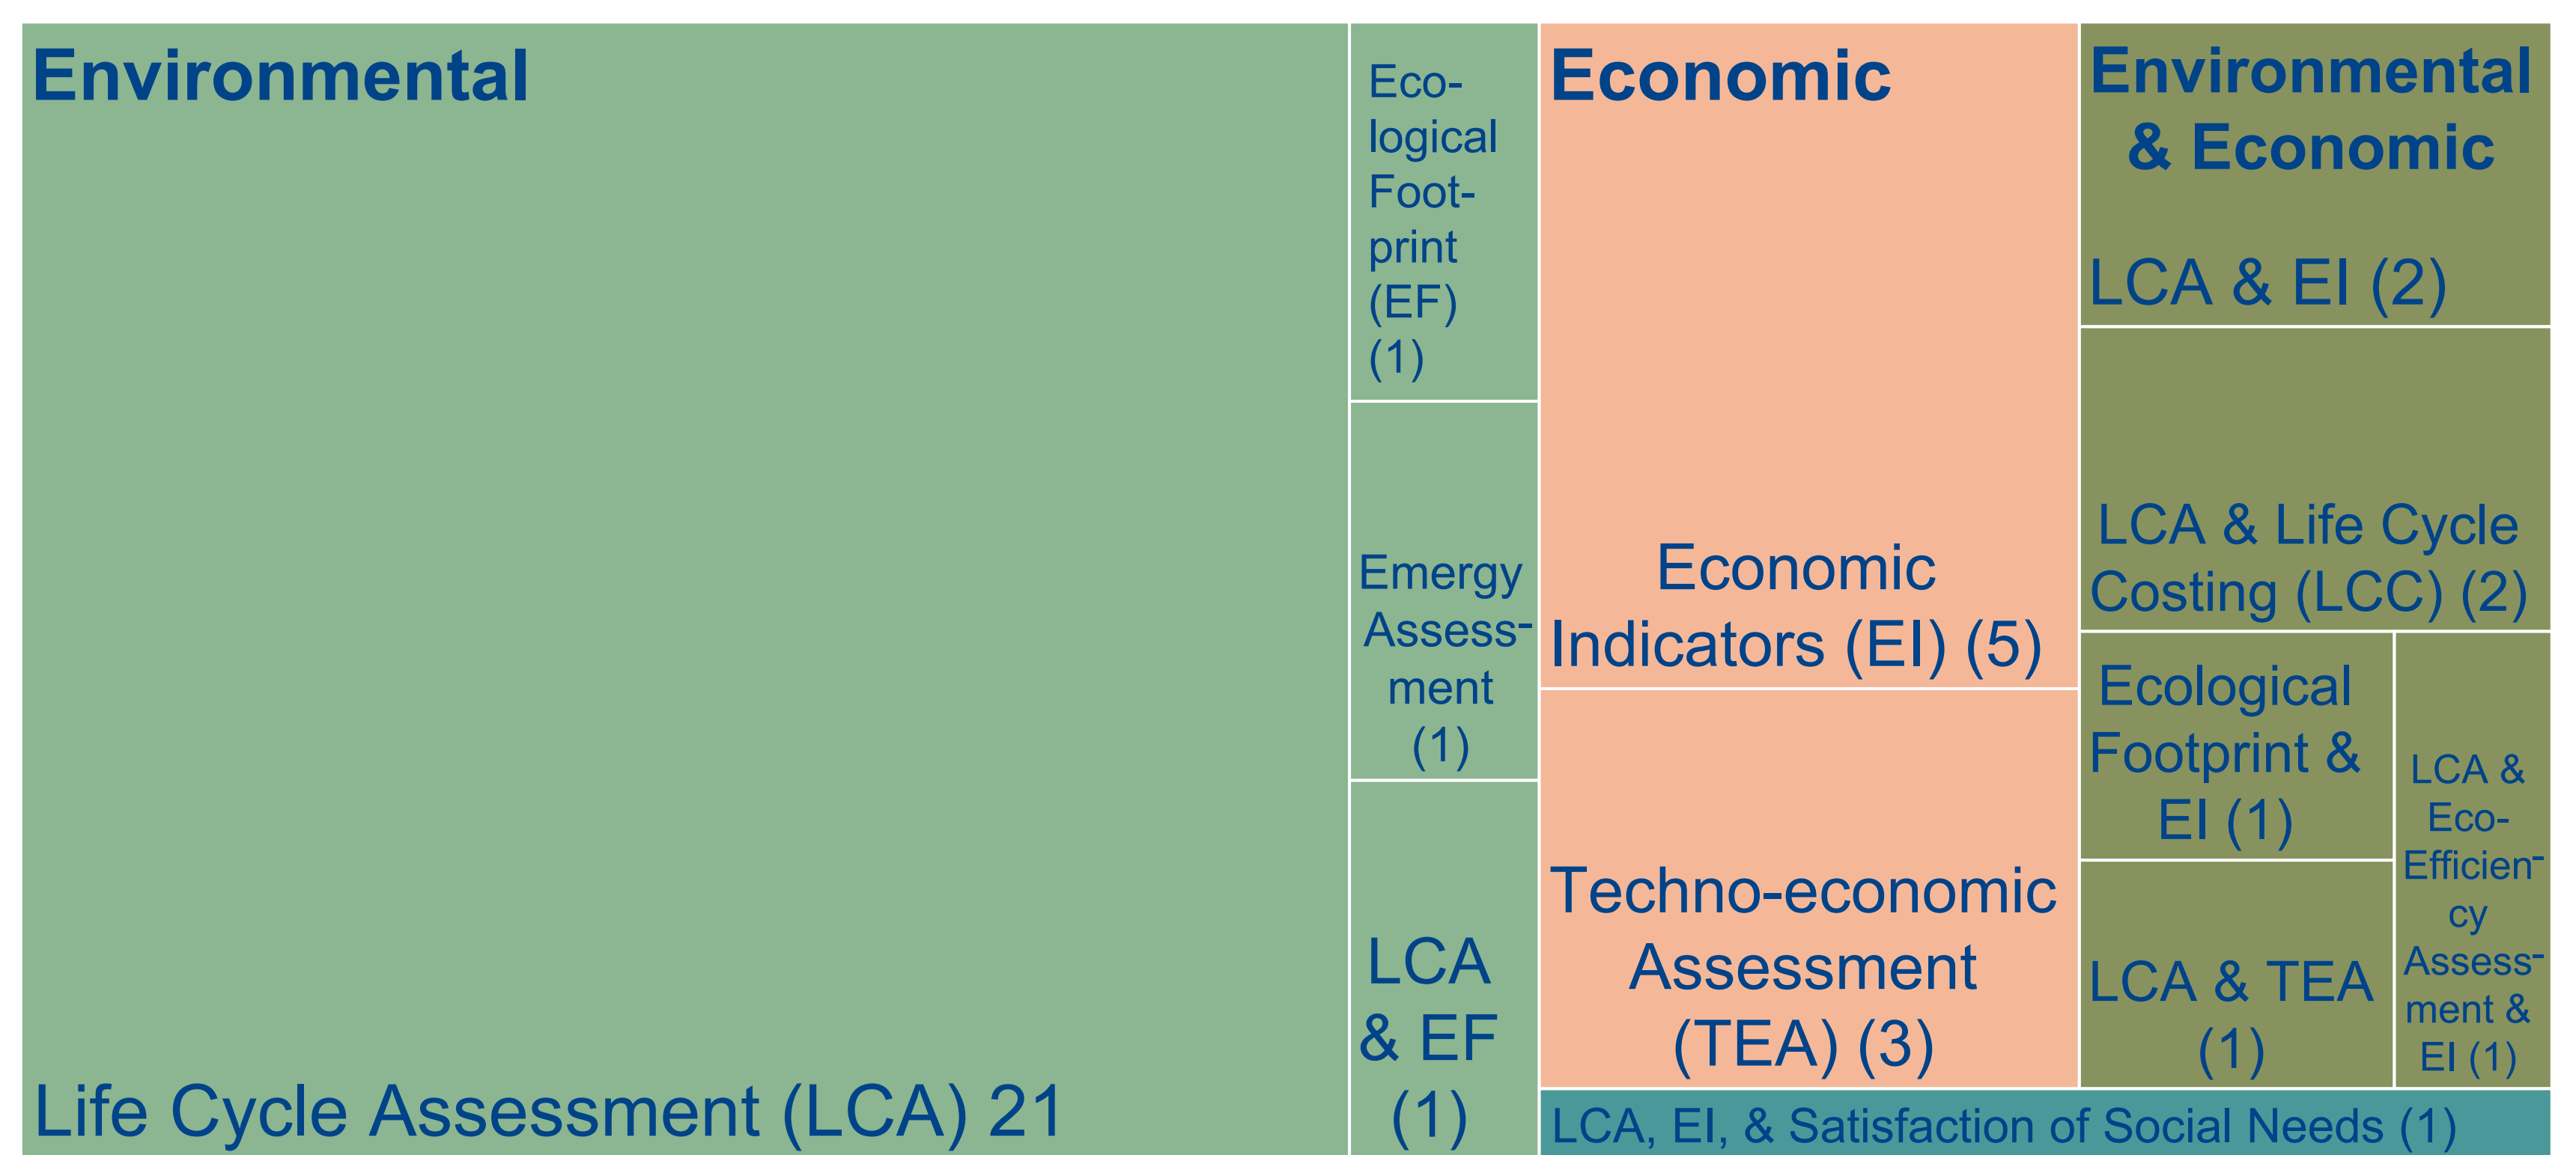 Environmental
Life Cycle Assessment (LCA) 21
Eco-
logical
Foot-
print
(EF)
(1)
Emergy
Assess-
ment
(1)
LCA
& EF
(1)
Economic
Economic
Indicators (EI) (5)
Techno-economic
Assessment
(TEA) (3)
Environmental
& Economic
LCA & EI (2)
LCA & Life Cycle
Costing (LCC) (2)
Ecological
Footprint &
EI (1)
LCA & TEA
(1)
LCA &
Eco-
Efficien-
cy
Assess-
ment &
EI (1)
LCA, EI, & Satisfaction of Social Needs (1)